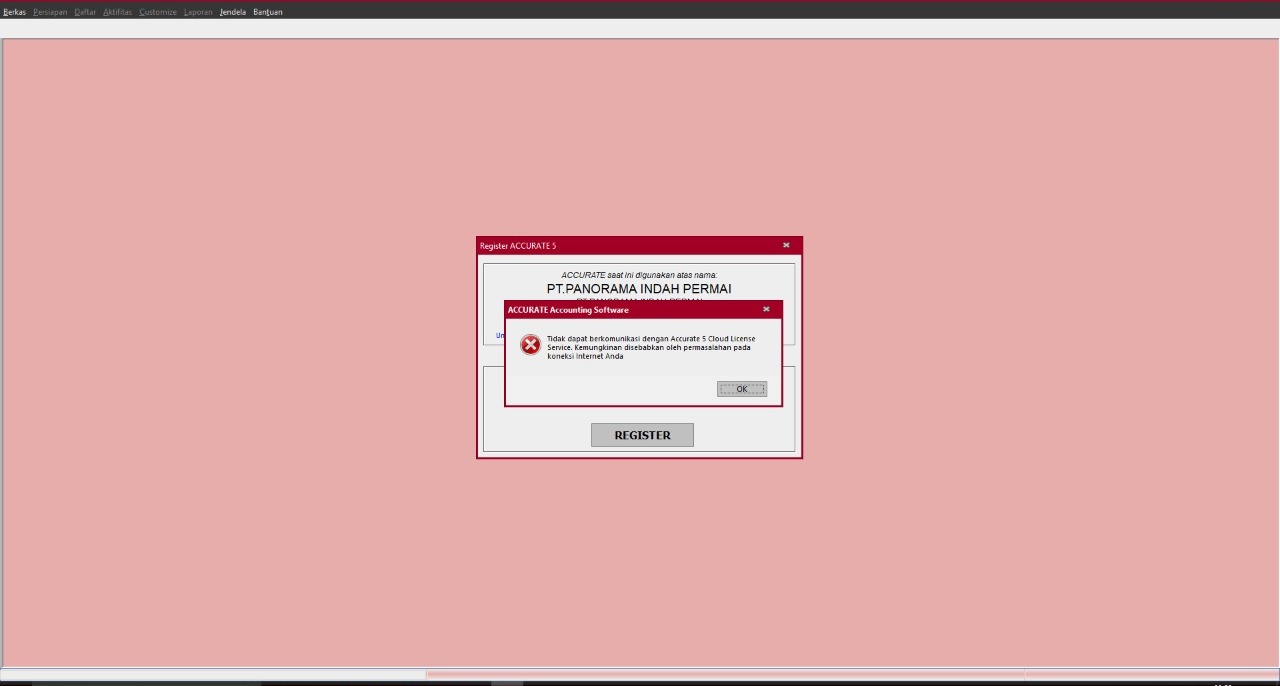 Berkas Persiapan Daftar Aktifitas Customize Laporan Jendela Bantuan
Register ACCURATE 5
ACCURATE saat ini digunakan atas nama:
PT.PANORAMA INDAH PERMAI
ACCURATE Accounting Software
Un
Tidak dapat berkomunikasi dengan Accurate 5 Cloud License
Service. Kemungkinan disebabkan oleh permasalahan pada
koneksi Internet Anda
OK
REGISTER